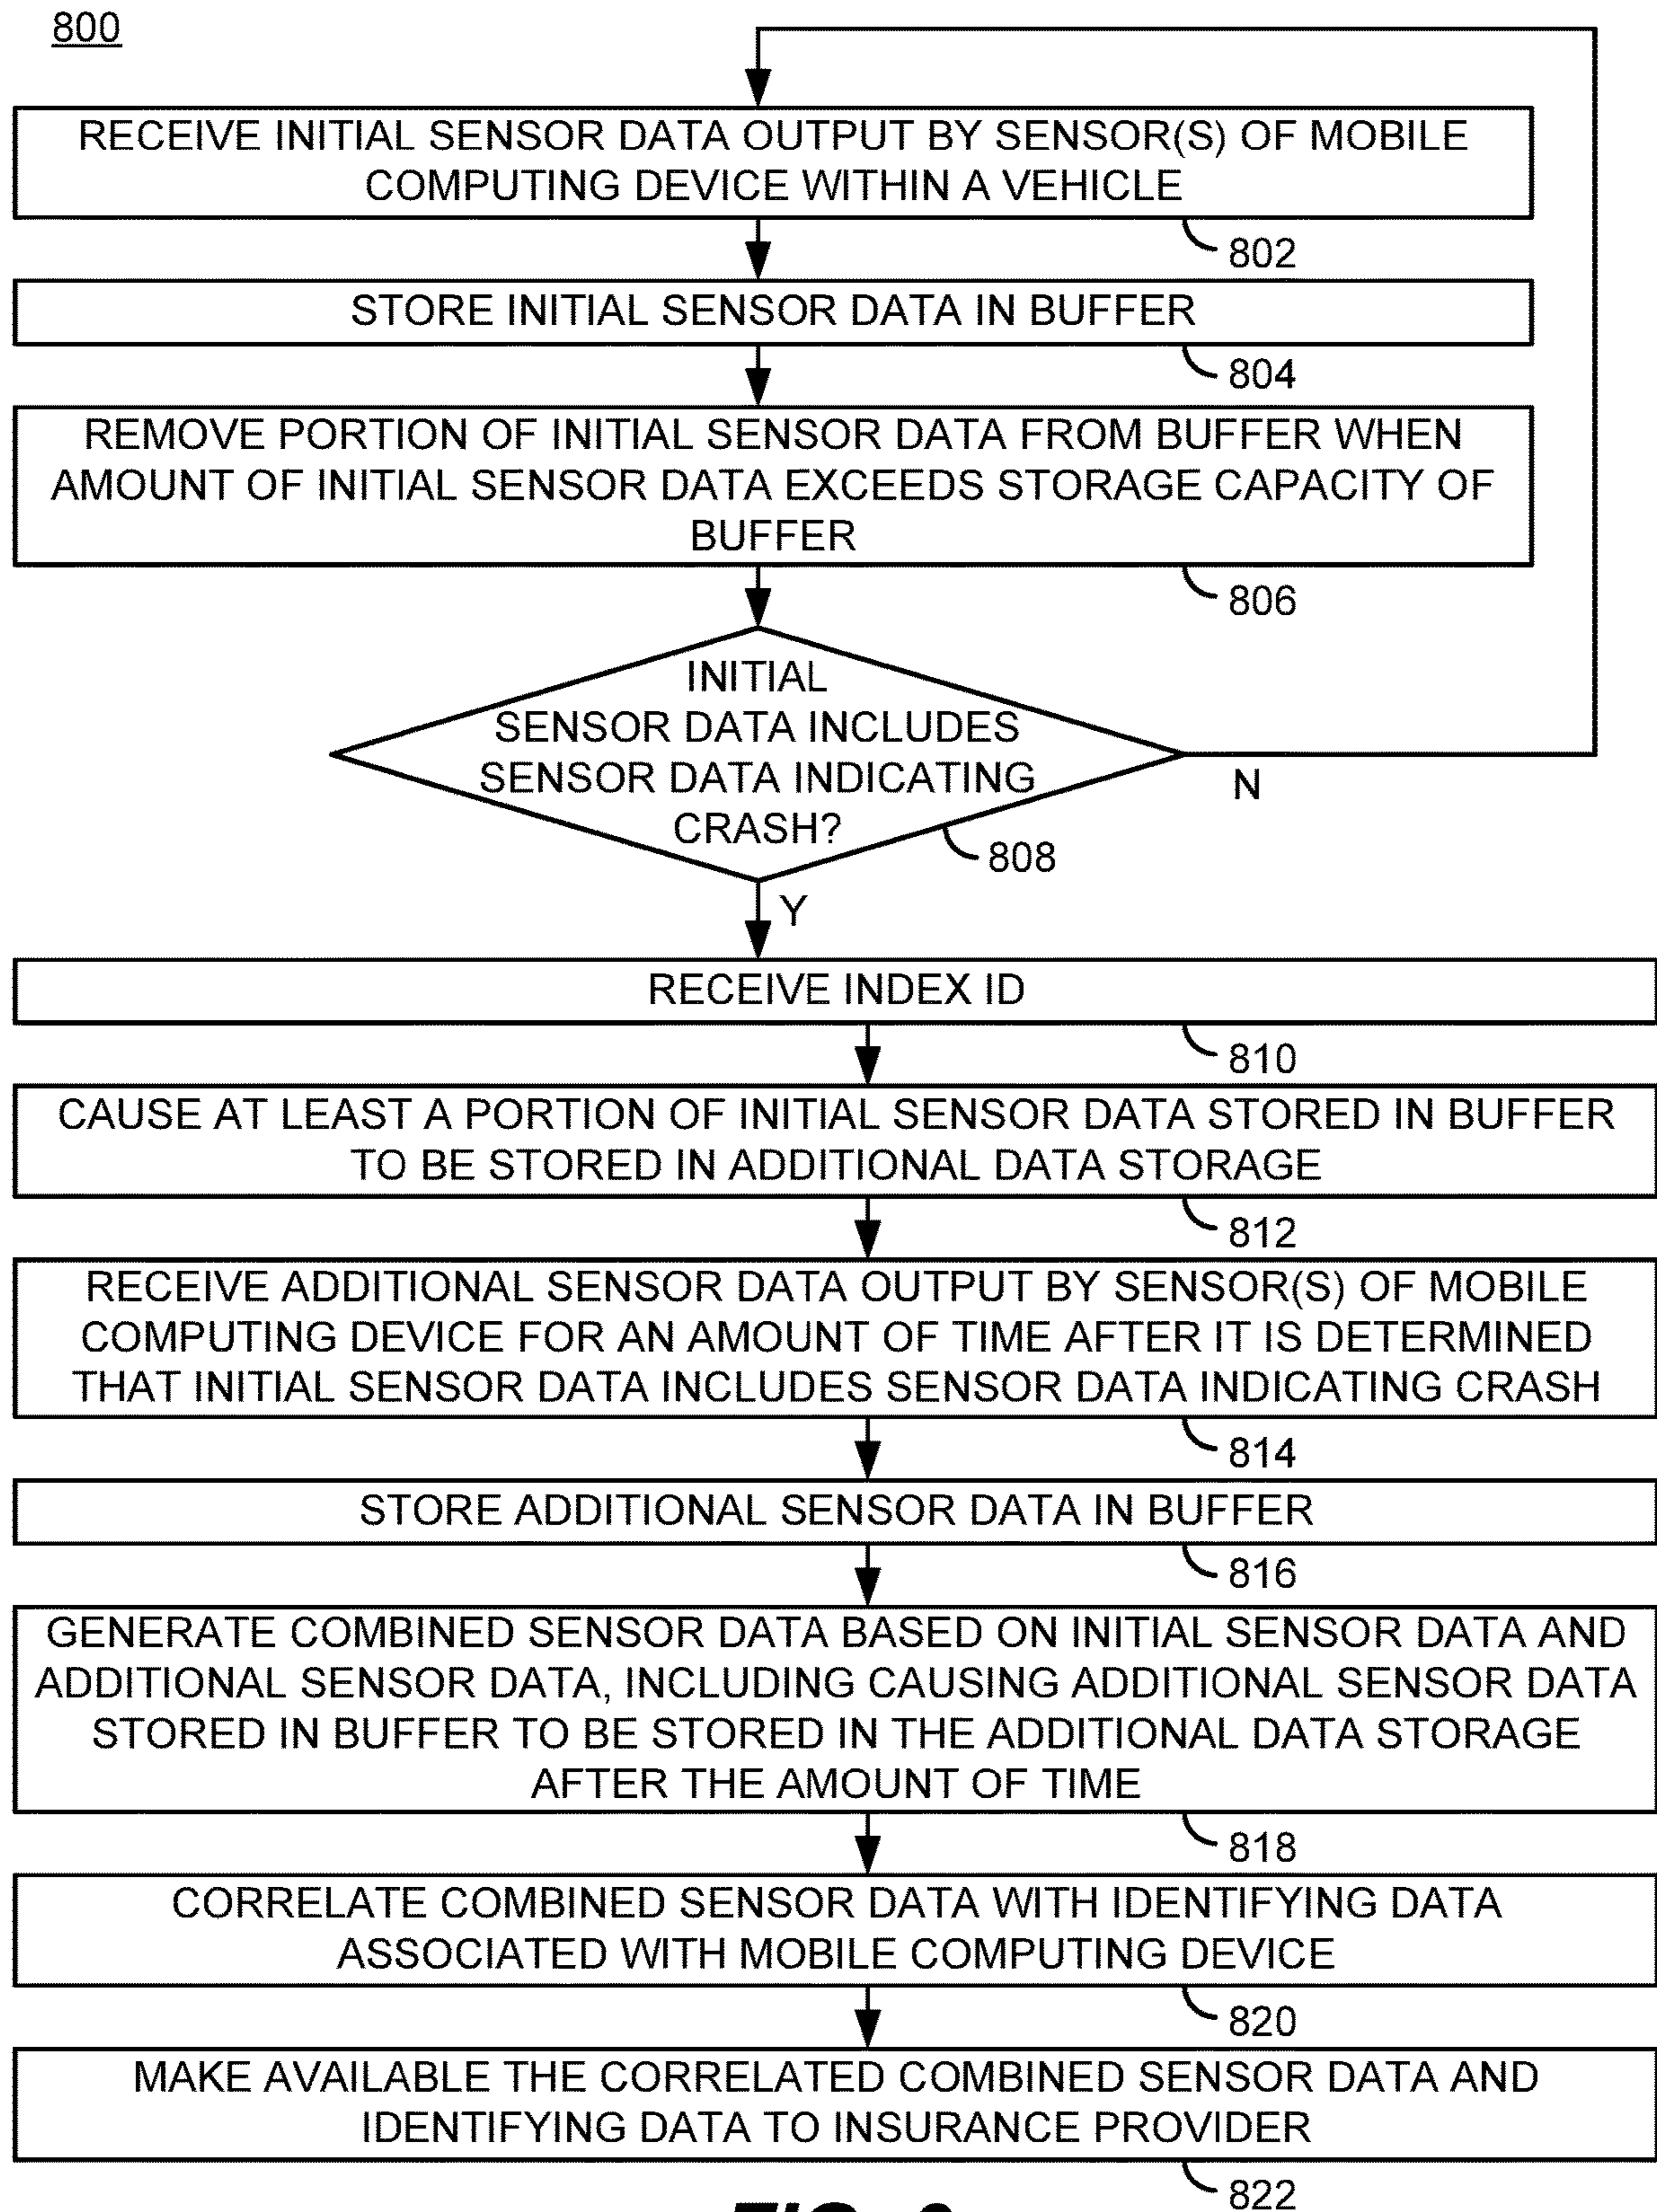 800
RECEIVE INITIAL SENSOR DATA OUTPUT BY SENSOR(S) OF MOBILE
COMPUTING DEVICE WITHIN A VEHICLE
802
STORE INITIAL SENSOR DATA IN BUFFER
804
REMOVE PORTION OF INITIAL SENSOR DATA FROM BUFFER WHEN
AMOUNT OF INITIAL SENSOR DATA EXCEEDS STORAGE CAPACITY OF
BUFFER
806
INITIAL
SENSOR DATA INCLUDES
SENSOR DATA INDICATING
CRASH?
N
808
Y
RECEIVE INDEX ID
810
CAUSE AT LEAST A PORTION OF INITIAL SENSOR DATA STORED IN BUFFER
TO BE STORED IN ADDITIONAL DATA STORAGE
812
RECEIVE ADDITIONAL SENSOR DATA OUTPUT BY SENSOR(S) OF MOBILE
COMPUTING DEVICE FOR AN AMOUNT OF TIME AFTER IT IS DETERMINED
THAT INITIAL SENSOR DATA INCLUDES SENSOR DATA INDICATING CRASH
814
STORE ADDITIONAL SENSOR DATA IN BUFFER
816
GENERATE COMBINED SENSOR DATA BASED ON INITIAL SENSOR DATA AND
ADDITIONAL SENSOR DATA, INCLUDING CAUSING ADDITIONAL SENSOR DATA
STORED IN BUFFER TO BE STORED IN THE ADDITIONAL DATA STORAGE
AFTER THE AMOUNT OF TIME
818
CORRELATE COMBINED SENSOR DATA WITH IDENTIFYING DATA
ASSOCIATED WITH MOBILE COMPUTING DEVICE
820
MAKE AVAILABLE THE CORRELATED COMBINED SENSOR DATA AND
IDENTIFYING DATA TO INSURANCE PROVIDER
822